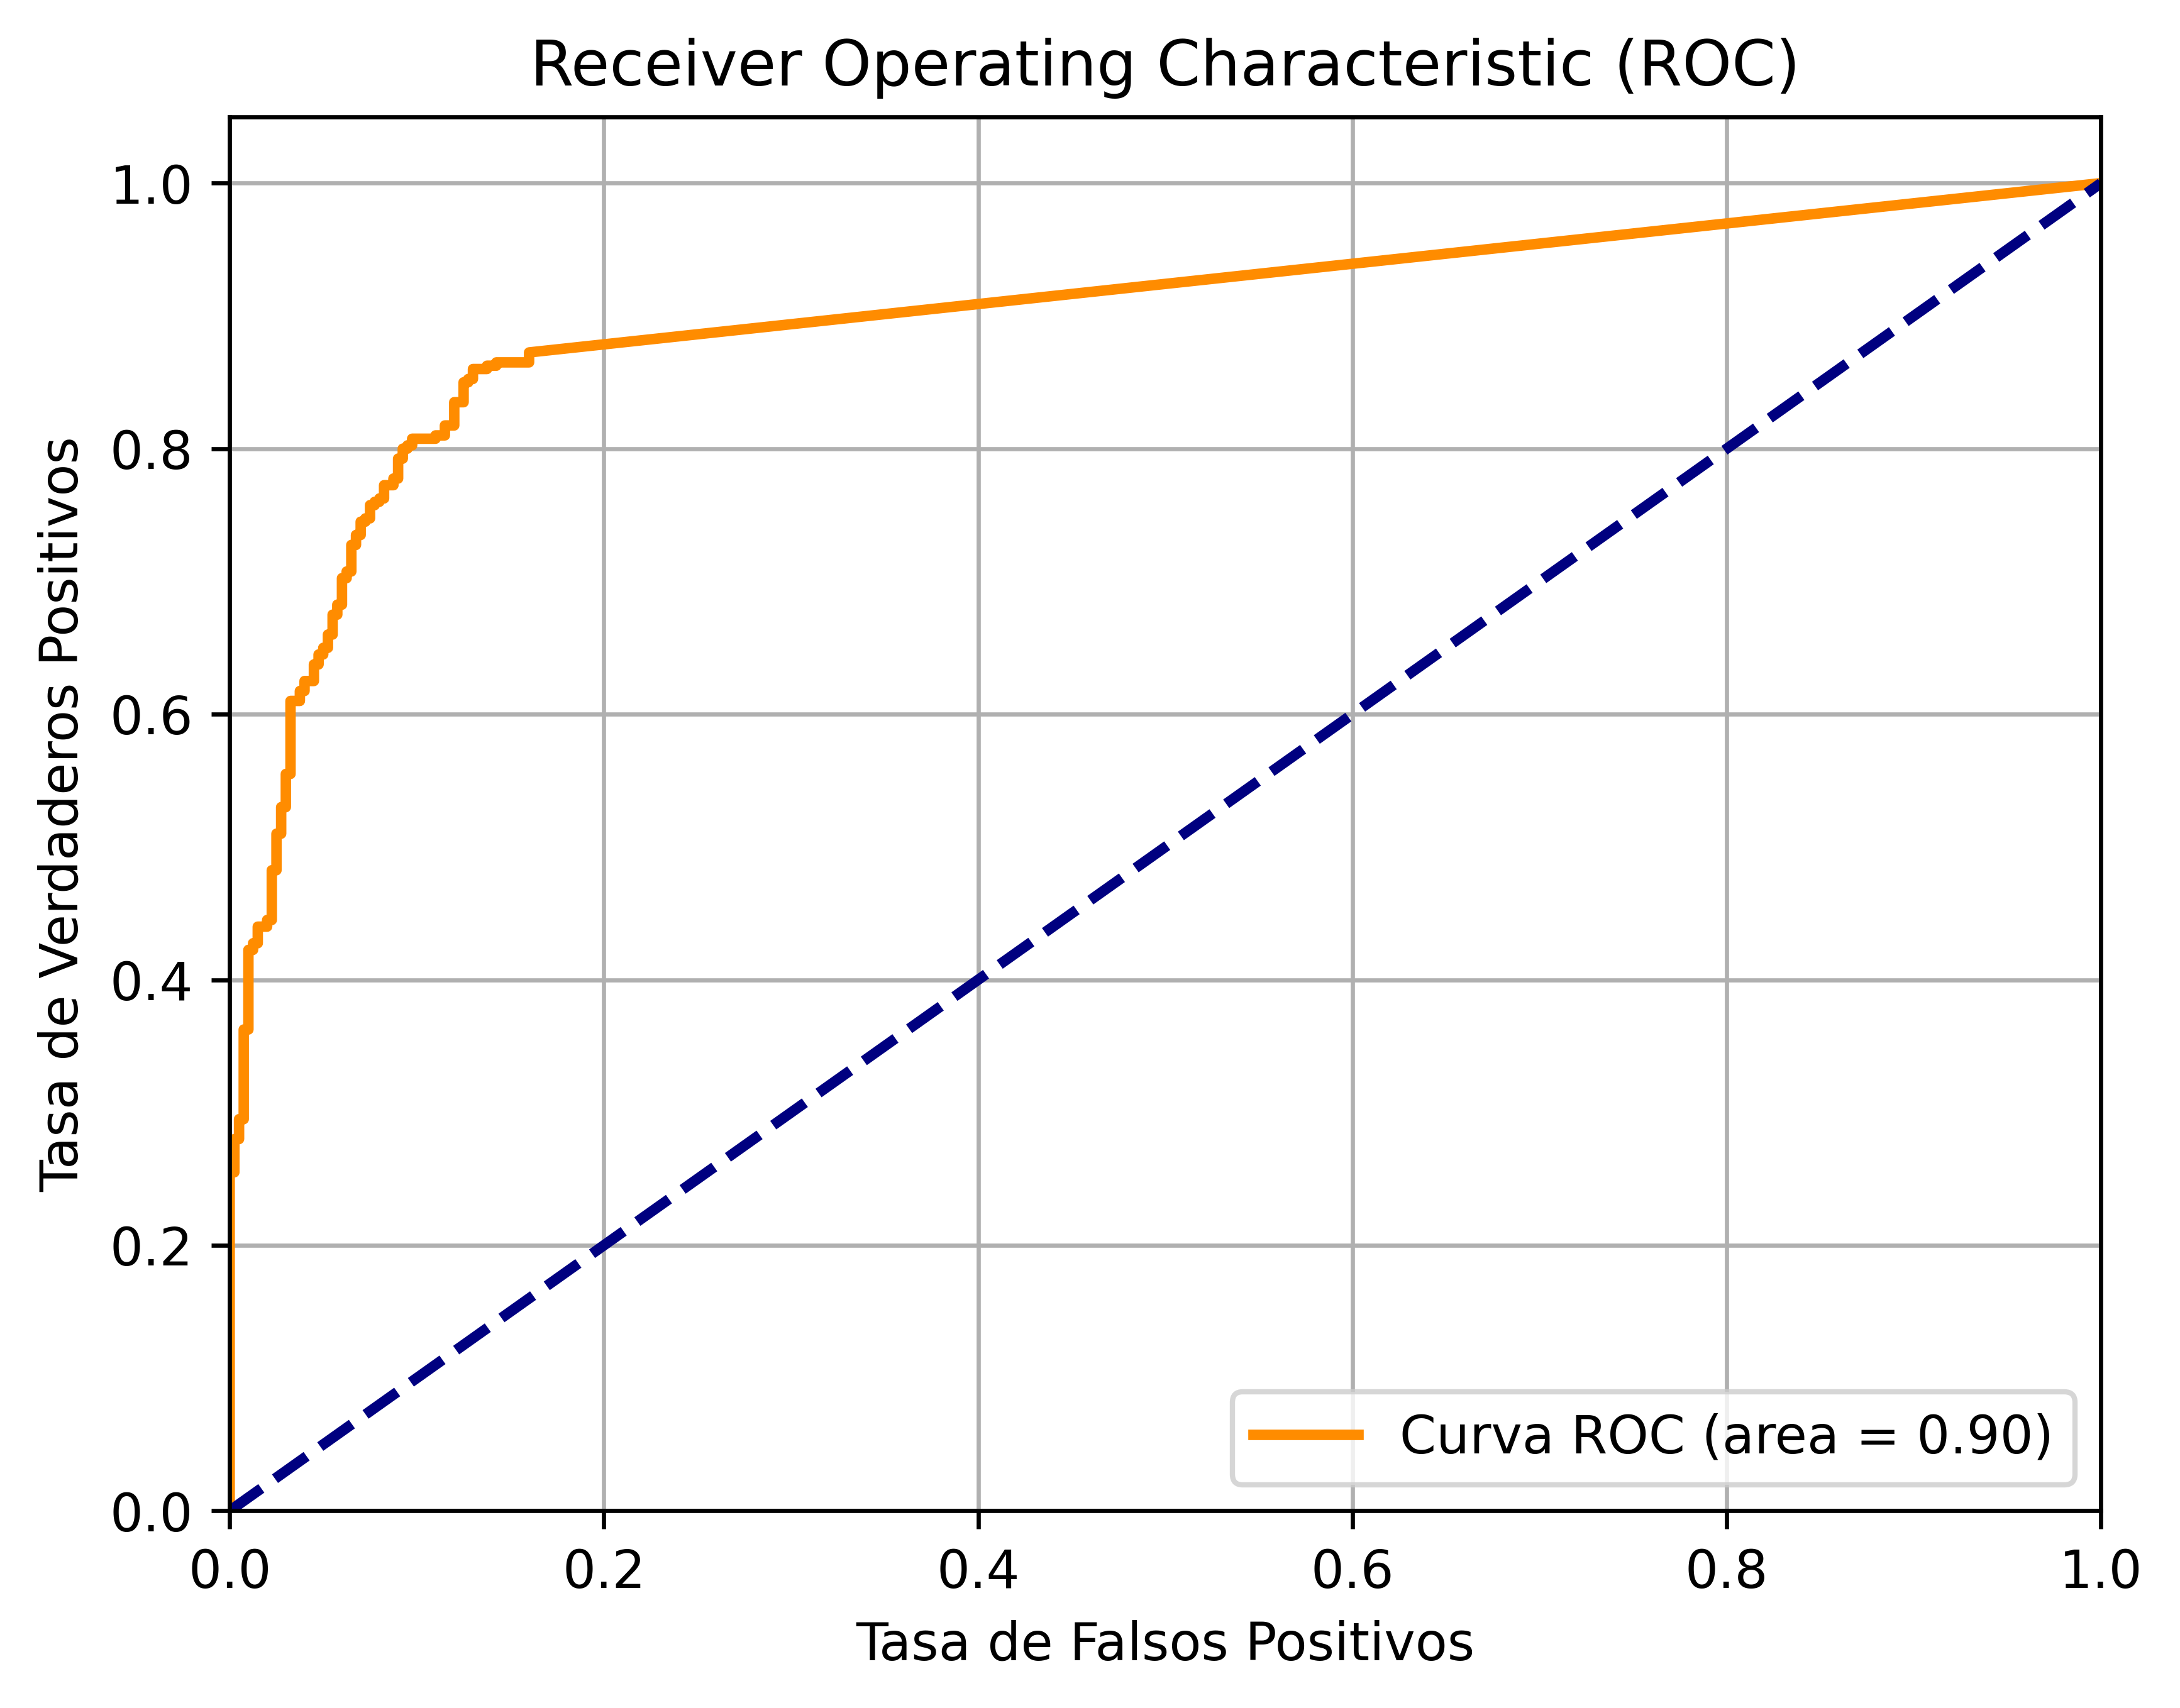 Receiver Operating Characteristic (ROC)
Tasa de Verdaderos Positivos
1.0
0.8
0.6
0.4
0.2
0.0
Curva ROC (area = 0.90)
0.0 0.2 0.4 0.6 0.8 1.0
Tasa de Falsos Positivos